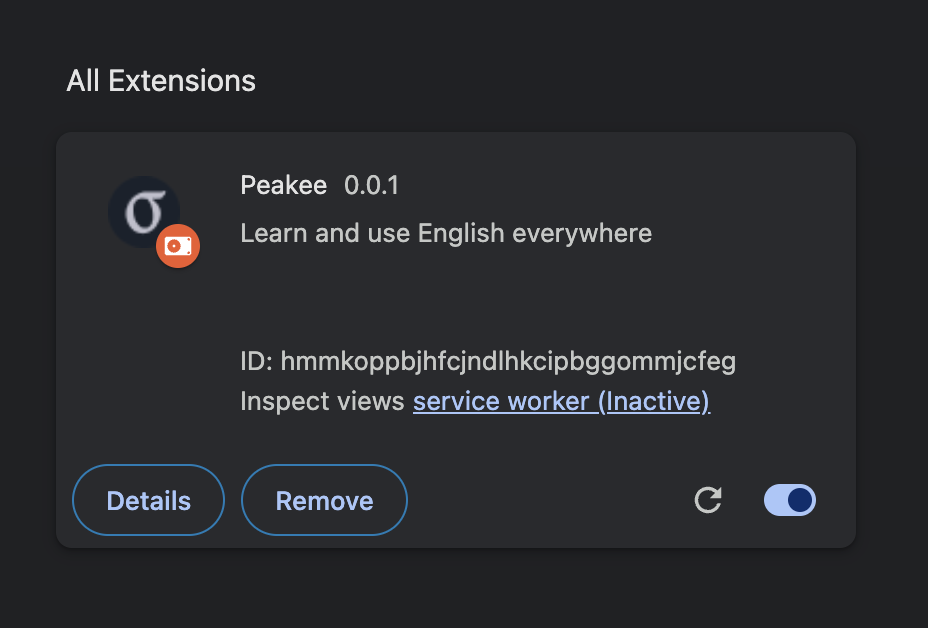 All Extensions
σ
Peakee 0.0.1
Learn and use English everywhere
ID: hmmkoppbjhfcjndlhkcipbggommjcfeg
Inspect views service worker (Inactive)
Details Remove